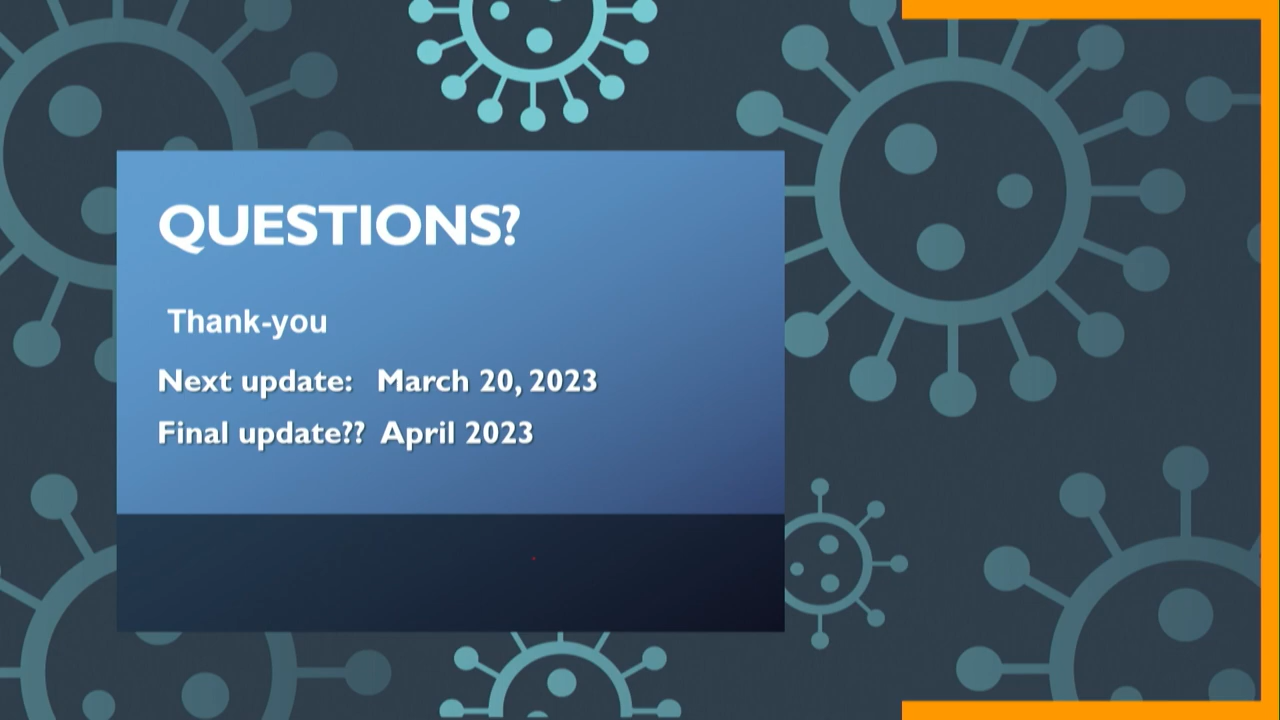 QUESTIONS?
Thank-you
Next update: March 20, 2023
Final update?? April 2023